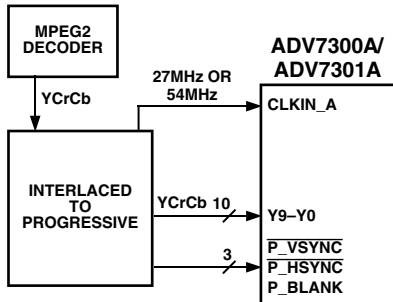 MPEG2
DECODER
YCrCb
INTERLACED
TO
PROGRESSIVE
27MHz OR
54MHz
YCrCb 10
3
ADV7300A/
ADV7301A
CLKIN_A
Y9–Y0
P_VSYNC
P_HSYNC
P_BLANK